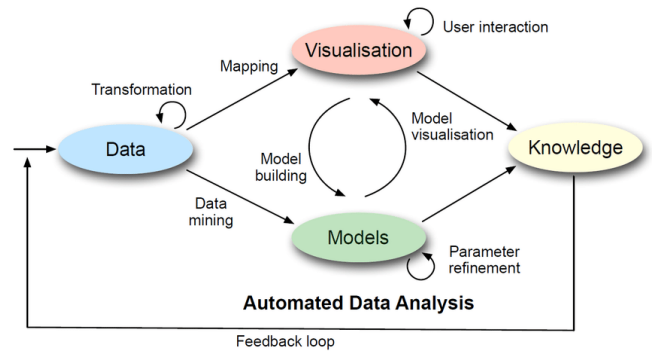 User interaction
Visualisation
Mapping
Transformation
Model
visualisation
Data
Knowledge
Model
building
Data
mining
Models
Parameter
refinement
Automated Data Analysis
Feedback loop